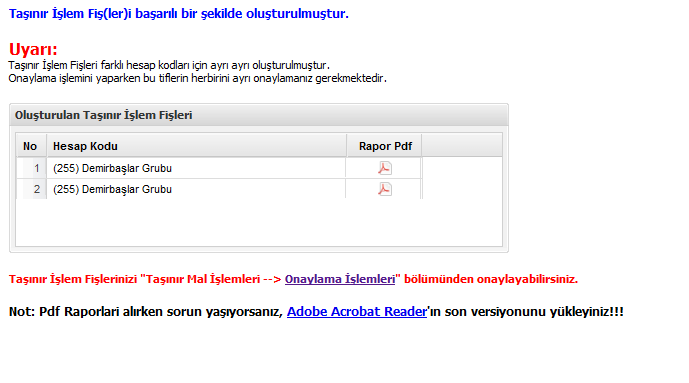 Taşınır İşlem Fiş(ler)i başarılı bir şekilde oluşturulmuştur.
Uyarı:
Taşınır İşlem Fişleri farklı hesap kodları için ayrı ayrı oluşturulmuştur.
Onaylama işlemini yaparken bu tiflerin herbirini ayrı onaylamanız gerekmektedir.
Oluşturulan Taşınır İşlem Fişleri
No Hesap Kodu Rapor Pdf
1 (255) Demirbaşlar Grubu
2 (255) Demirbaşlar Grubu
Taşınır İşlem Fişlerinizi "Taşınır Mal İşlemleri --> Onaylama İşlemleri" bölümünden onaylayabilirsiniz.
Not: Pdf Raporlari alırken sorun yaşıyorsanız, Adobe Acrobat Reader'ın son versiyonunu yükleyiniz!!!